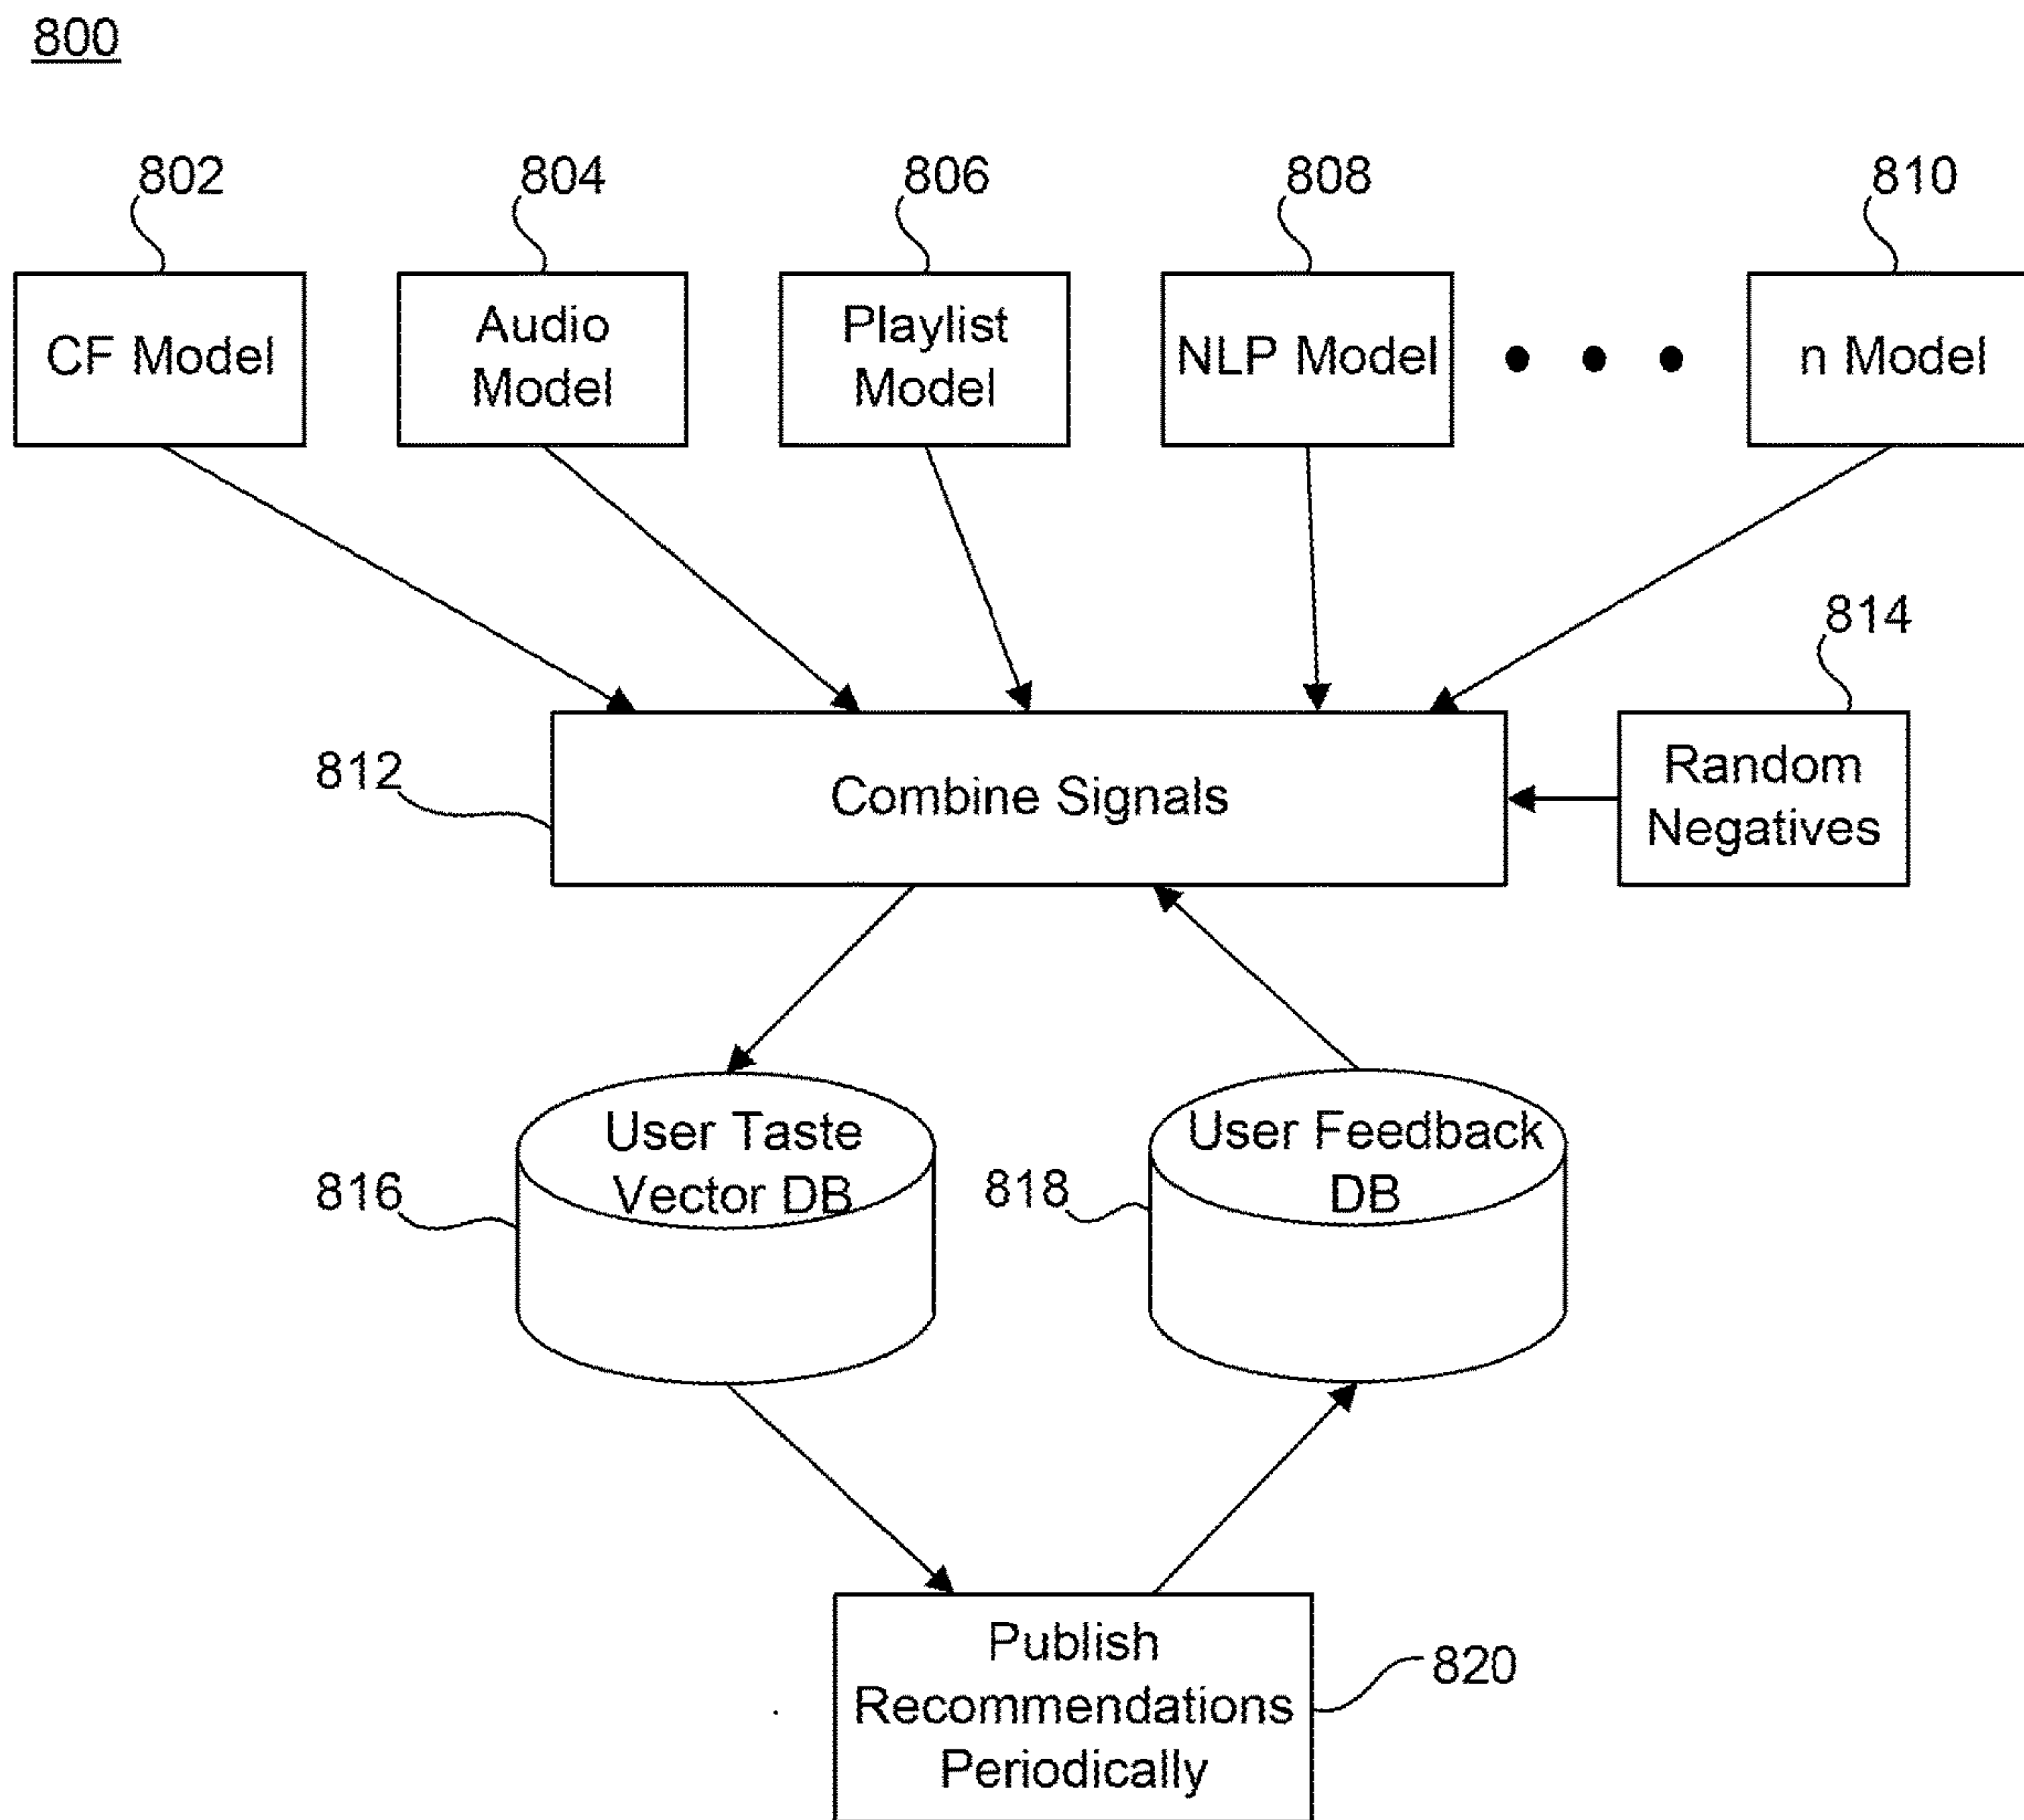 800
802
804
806
808
810
CF Model
Audio
Model
Playlist
Model
NLP Model
n Model
814
812
Combine Signals
Random
Negatives
816
User Taste
Vector DB
818
User Feedback
DB
Publish
Recommendations
Periodically
820